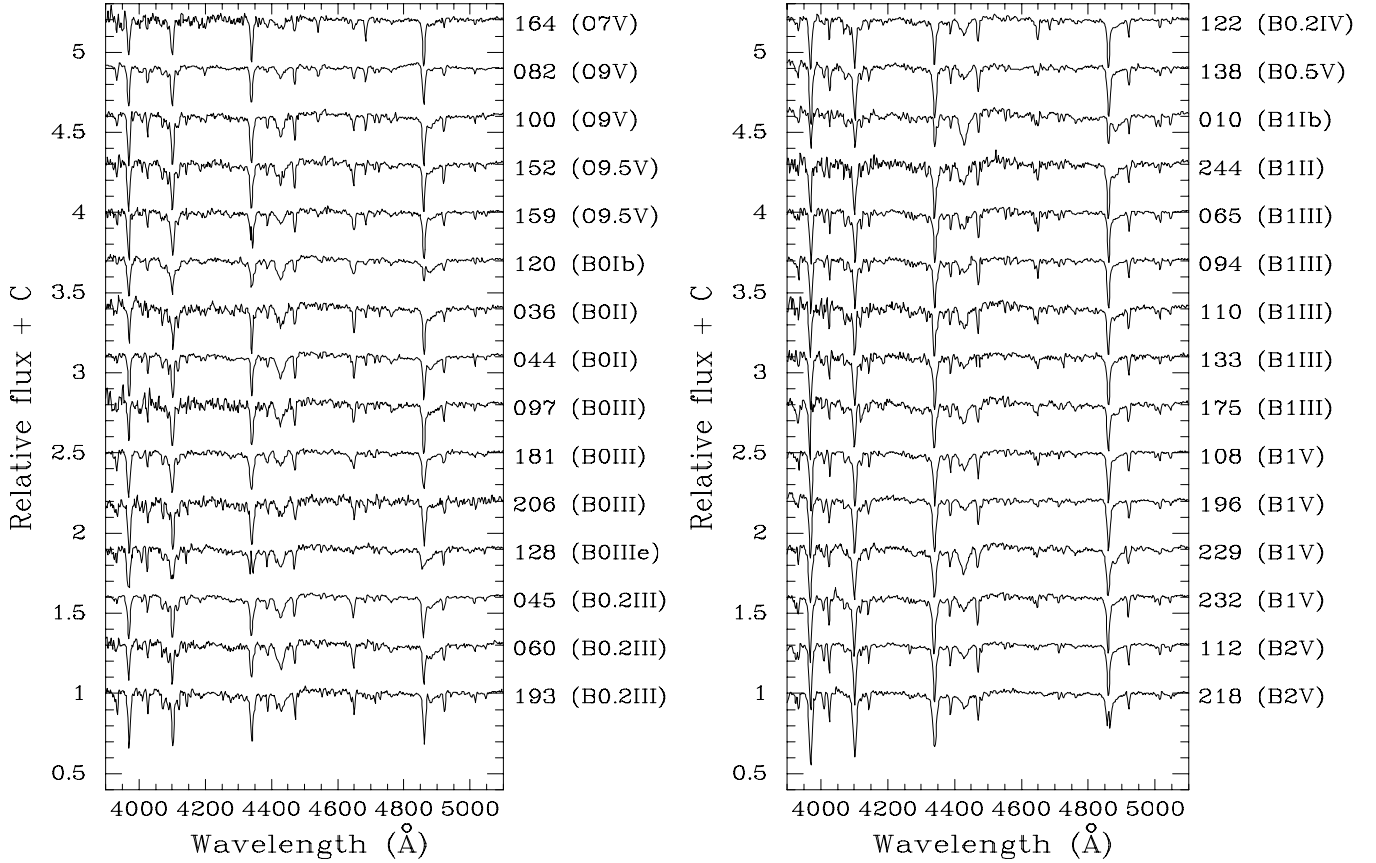 164 (O7V)
082 (O9V)
100 (O9V)
152 (O9.5V)
159 (O9.5V)
120 (B0Ib)
036 (B0II)
044 (B0II)
097 (B0III)
181 (B0III)
206 (B0III)
128 (B0IIIe)
045 (B0.2III)
060 (B0.2III)
193 (B0.2III)
5
4.5
4
3.5
3
2.5
2
1.5
1
0.5
Relative flux + C
4000 4200 4400 4600 4800 5000
Wavelength (Å)
122 (B0.2IV)
138 (B0.5V)
010 (B1Ib)
244 (B1II)
065 (B1III)
094 (B1III)
110 (B1III)
133 (B1III)
175 (B1III)
108 (B1V)
196 (B1V)
229 (B1V)
232 (B1V)
112 (B2V)
218 (B2V)
5
4.5
4
3.5
3
2.5
2
1.5
1
0.5
Relative flux + C
4000 4200 4400 4600 4800 5000
Wavelength (Å)